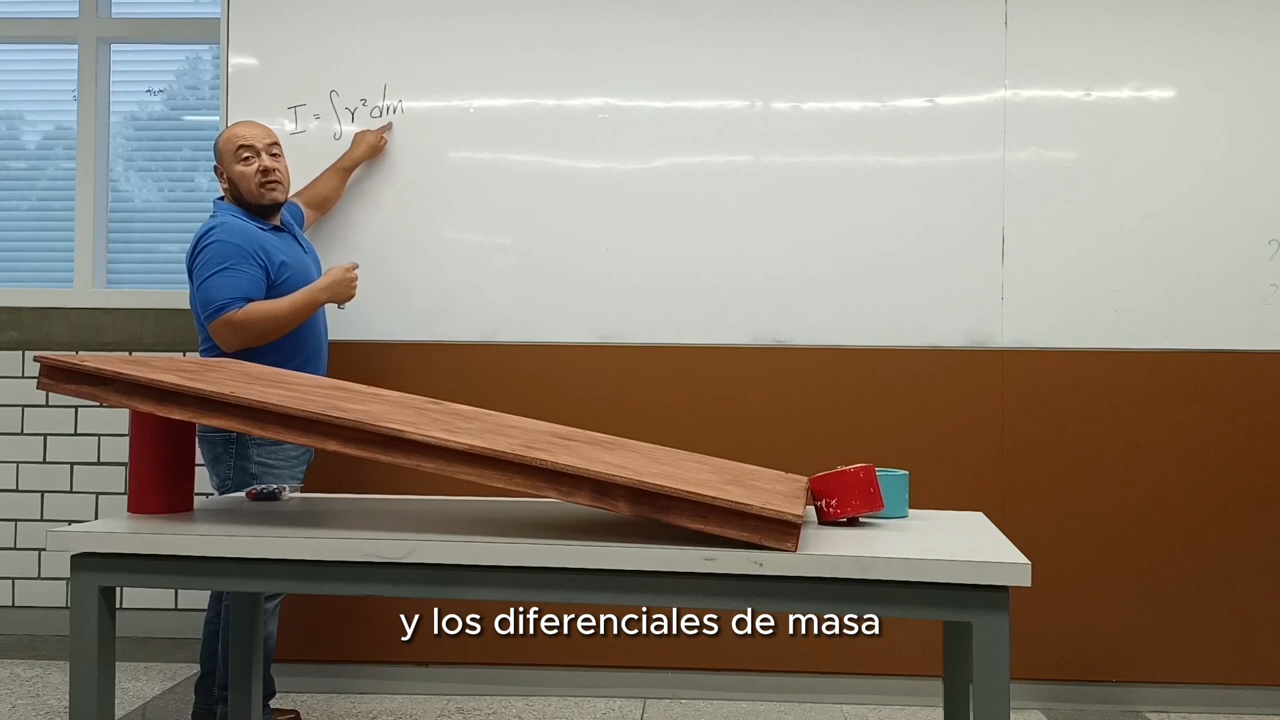 I = ∫r²dm
y los diferenciales de masa